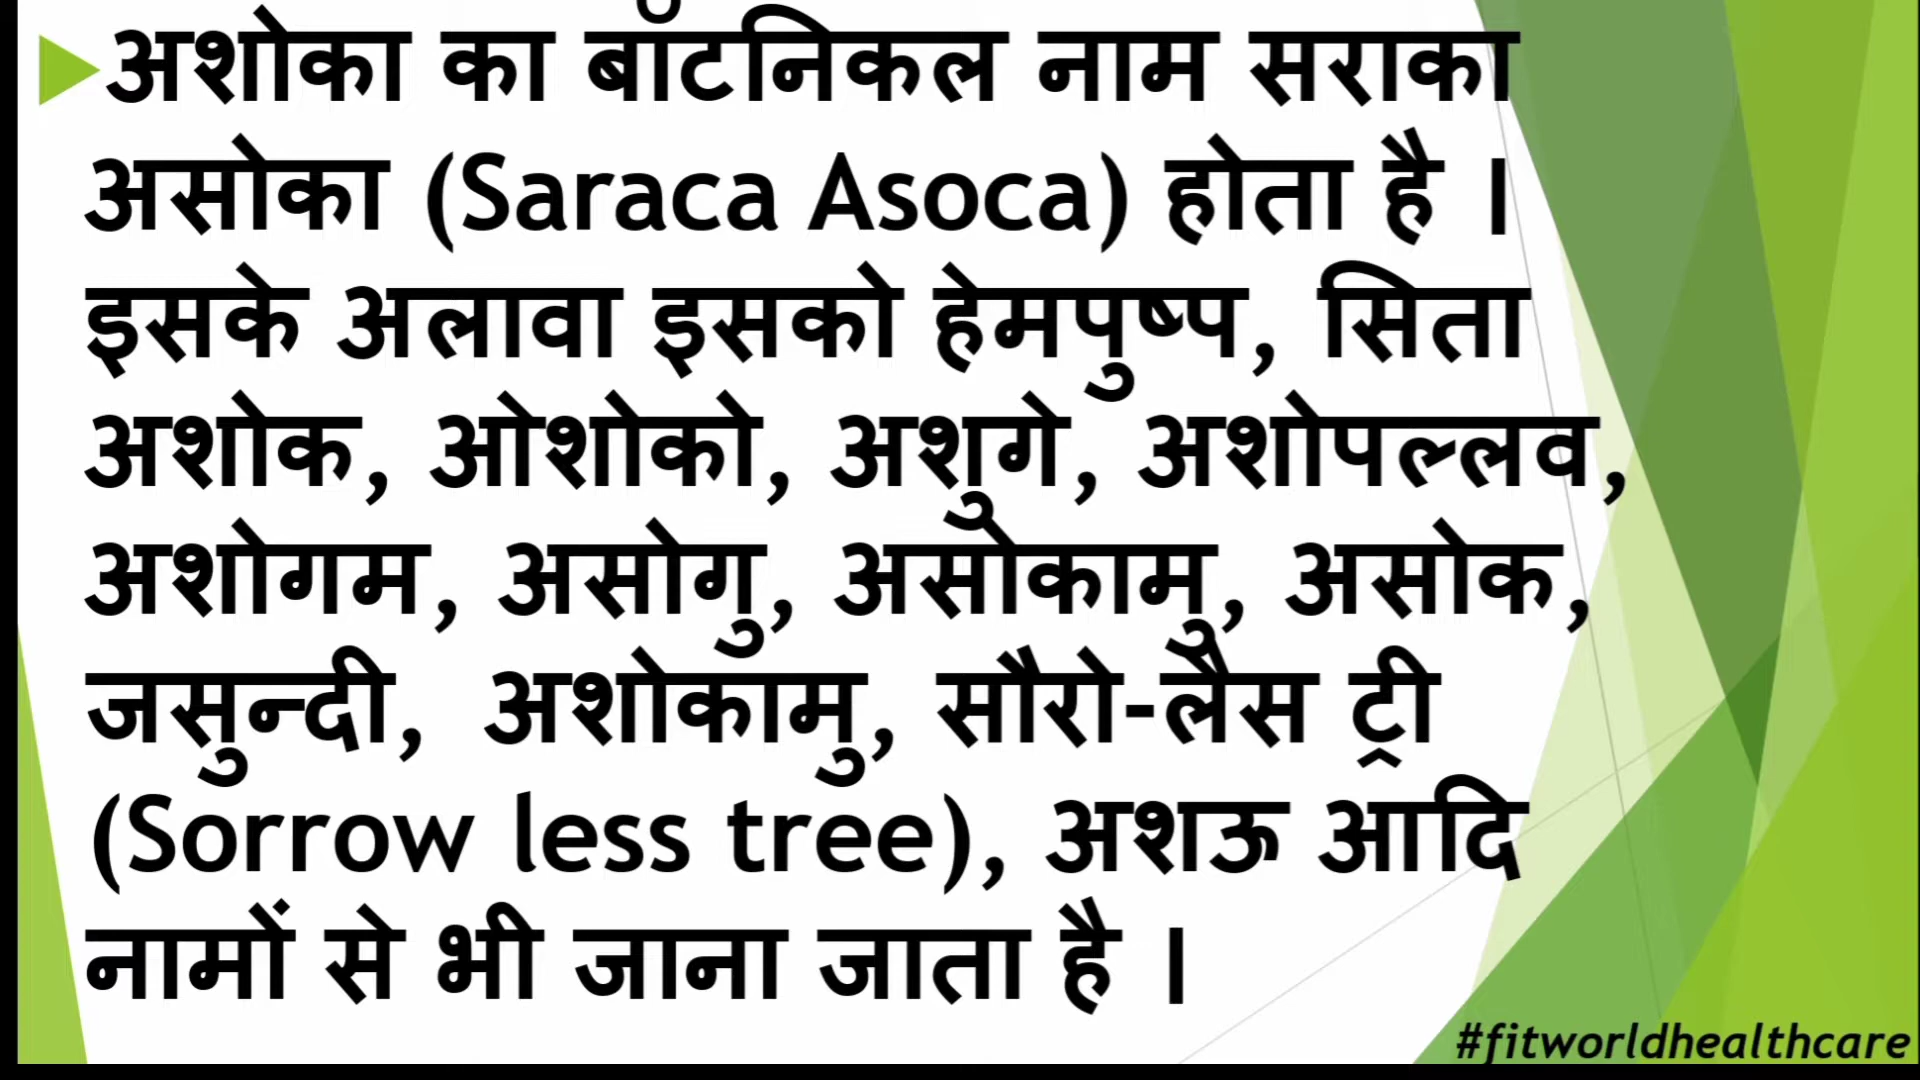 अशोका का बॉटनिकल नाम सराका
असोका (Saraca Asoca) होता है ।
इसके अलावा इसको हेमपुष्प, सिता
अशोक, ओशोको, अशुगे, अशोपल्लव,
अशोगम, असोगु, असोकामु, असोक,
जसुन्दी, अशोकामु, सौरो-लैस ट्री
(Sorrow less tree), अशऊ आदि
नामों से भी जाना जाता है ।
#fitworldhealthcare